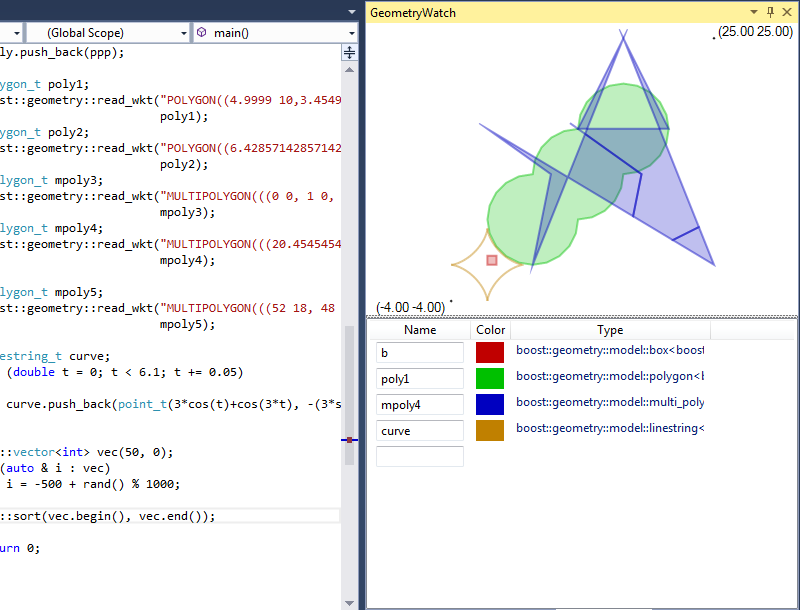 (Global Scope) main()
ly.push_back(ppp);
ygon_t poly1;
st::geometry::read_wkt("POLYGON((4.9999 10,3.4549
poly1);
ygon_t poly2;
st::geometry::read_wkt("POLYGON((6.42857142857142
poly2);
olygon_t mpoly3;
st::geometry::read_wkt("MULTIPOLYGON(((0 0, 1 0,
mpoly3);
olygon_t mpoly4;
st::geometry::read_wkt("MULTIPOLYGON(((20.4545454
mpoly4);
olygon_t mpoly5;
st::geometry::read_wkt("MULTIPOLYGON(((52 18, 48
mpoly5);
estring_t curve;
(double t = 0; t < 6.1; t += 0.05)
curve.push_back(point_t(3*cos(t)+cos(3*t), -(3*s
::vector<int> vec(50, 0);
(auto & i : vec)
i = -500 + rand() % 1000;
::sort(vec.begin(), vec.end());
urn 0;
GeometryWatch
(25.00 25.00)
(-4.00 -4.00)
Name Color Type
b boost::geometry::model::box<boost
poly1 boost::geometry::model::polygon<b
mpoly4 boost::geometry::model::multi_poly
curve boost::geometry::model::linestring<